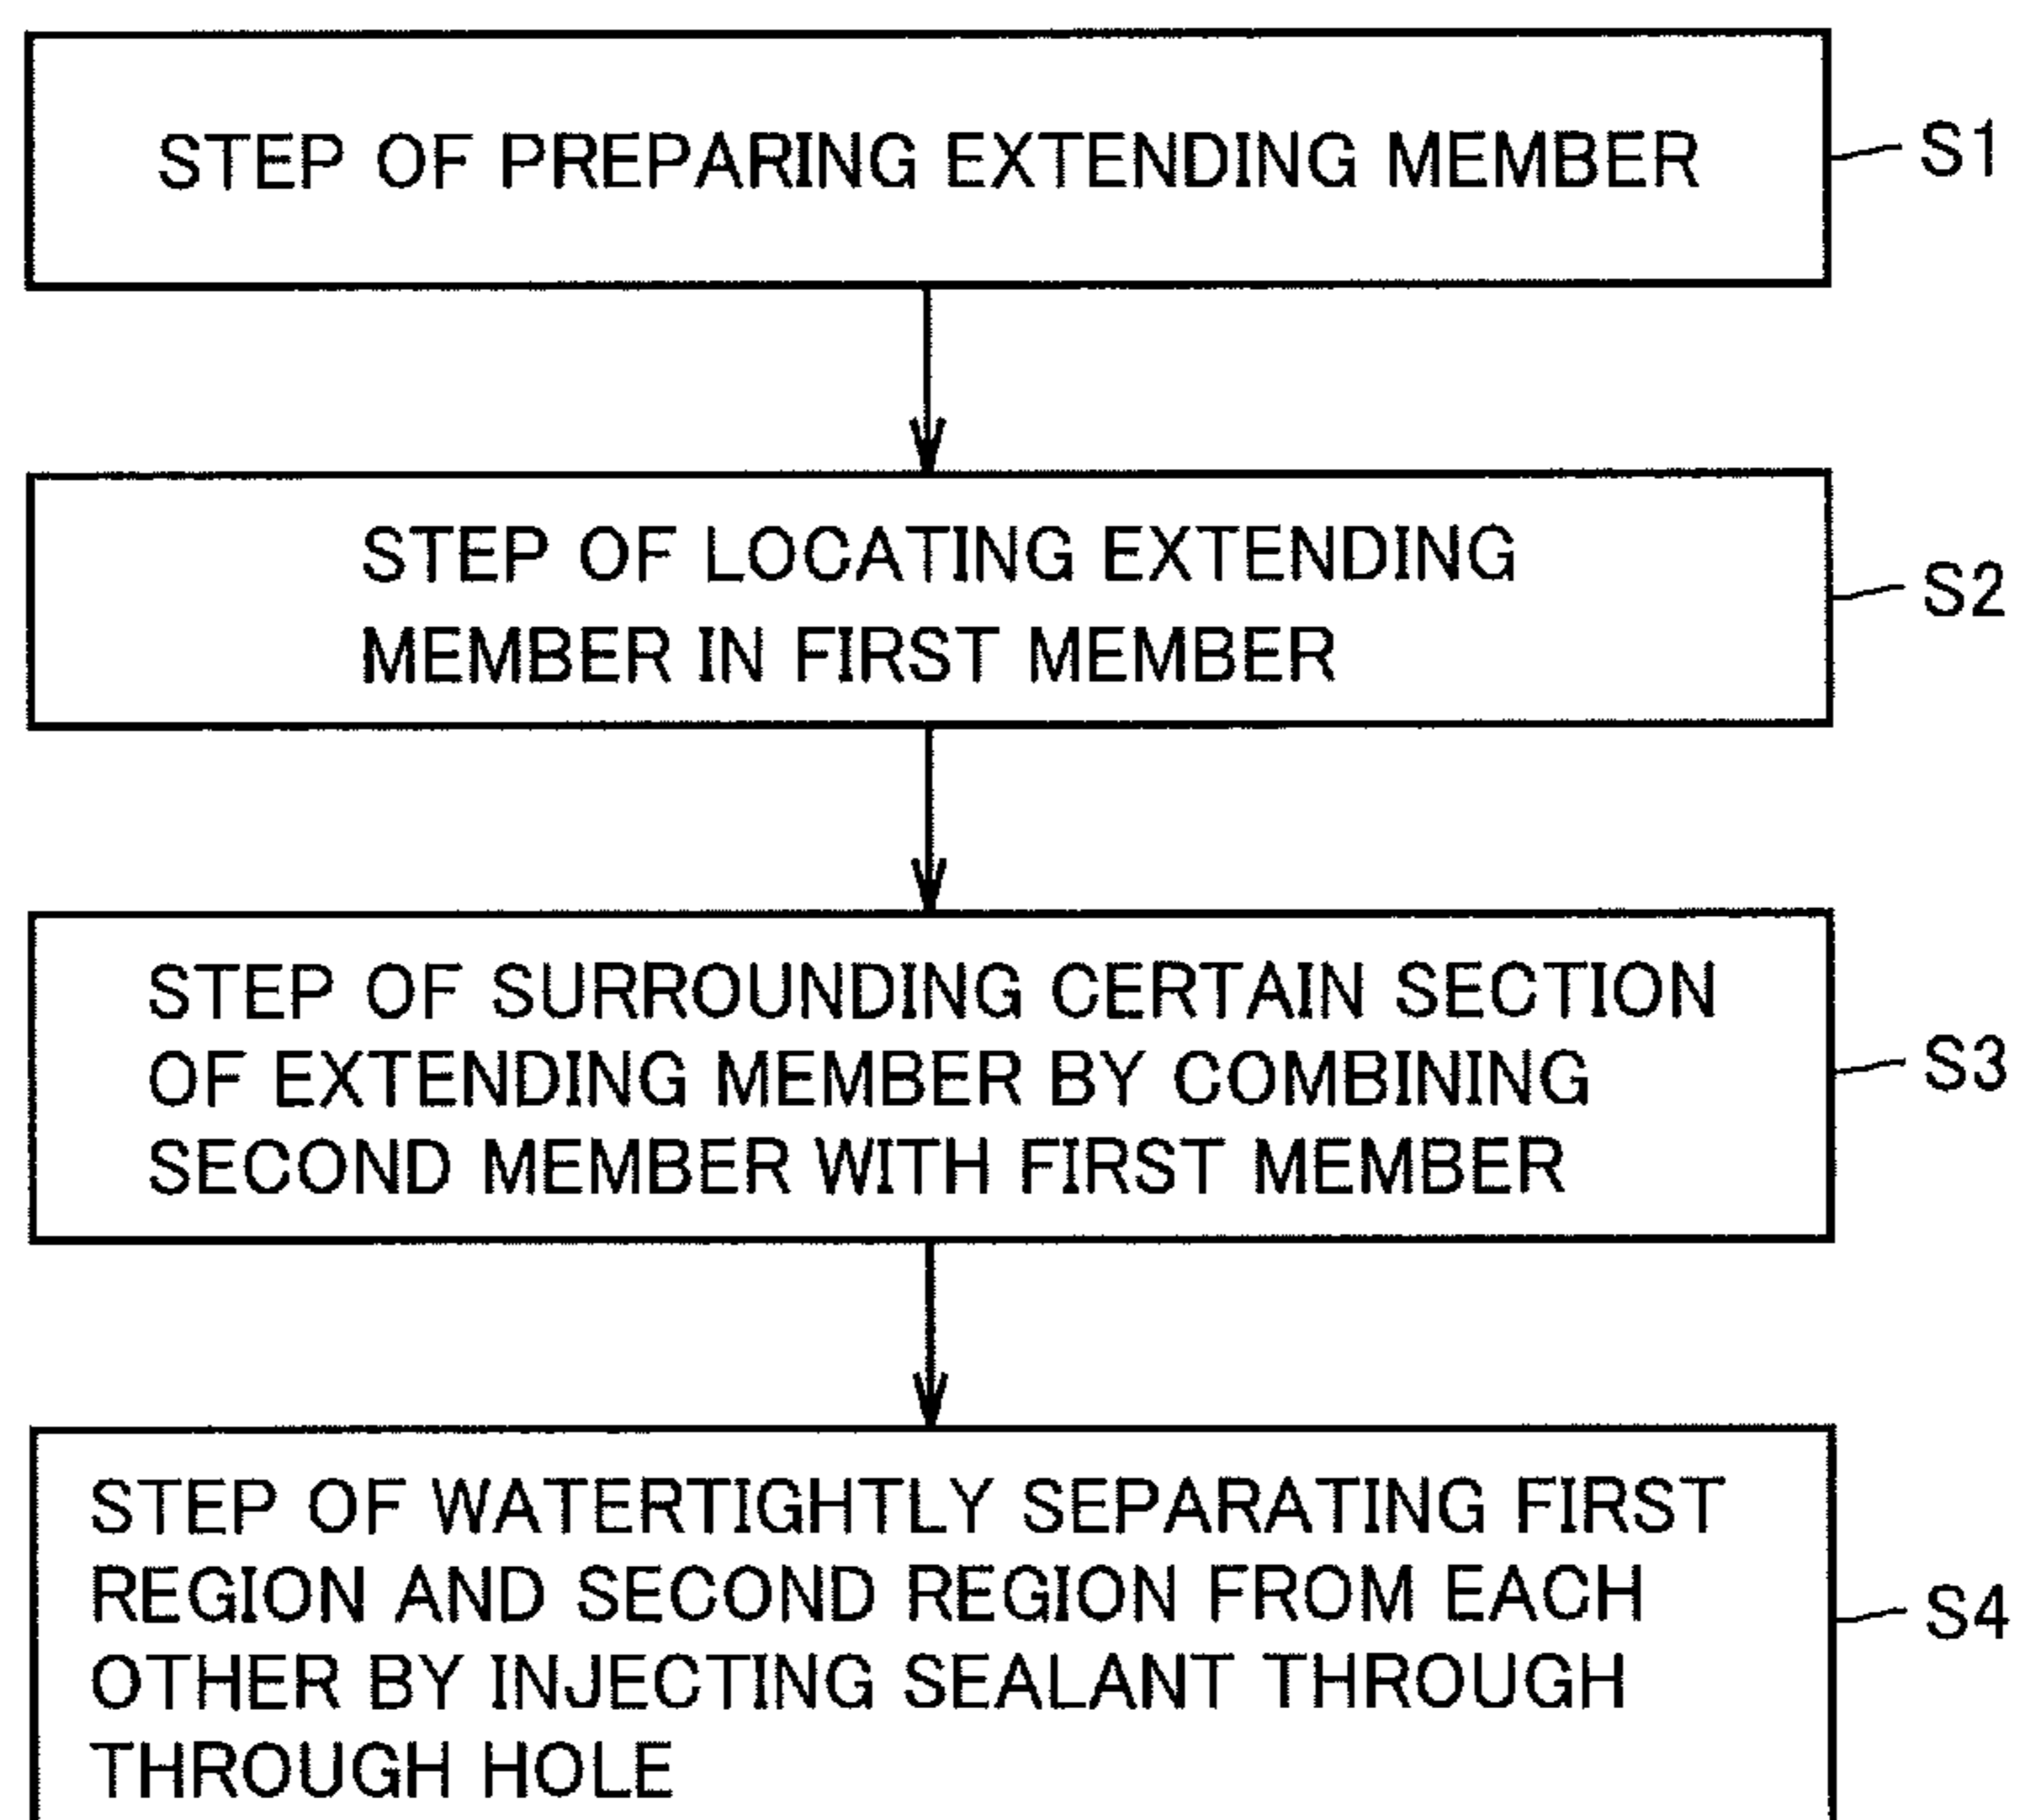 STEP OF PREPARING EXTENDING MEMBER
S1
STEP OF LOCATING EXTENDING
MEMBER IN FIRST MEMBER
S2
STEP OF SURROUNDING CERTAIN SECTION
OF EXTENDING MEMBER BY COMBINING
SECOND MEMBER WITH FIRST MEMBER
S3
STEP OF WATERTIGHTLY SEPARATING FIRST
REGION AND SECOND REGION FROM EACH
OTHER BY INJECTING SEALANT THROUGH
THROUGH HOLE
S4